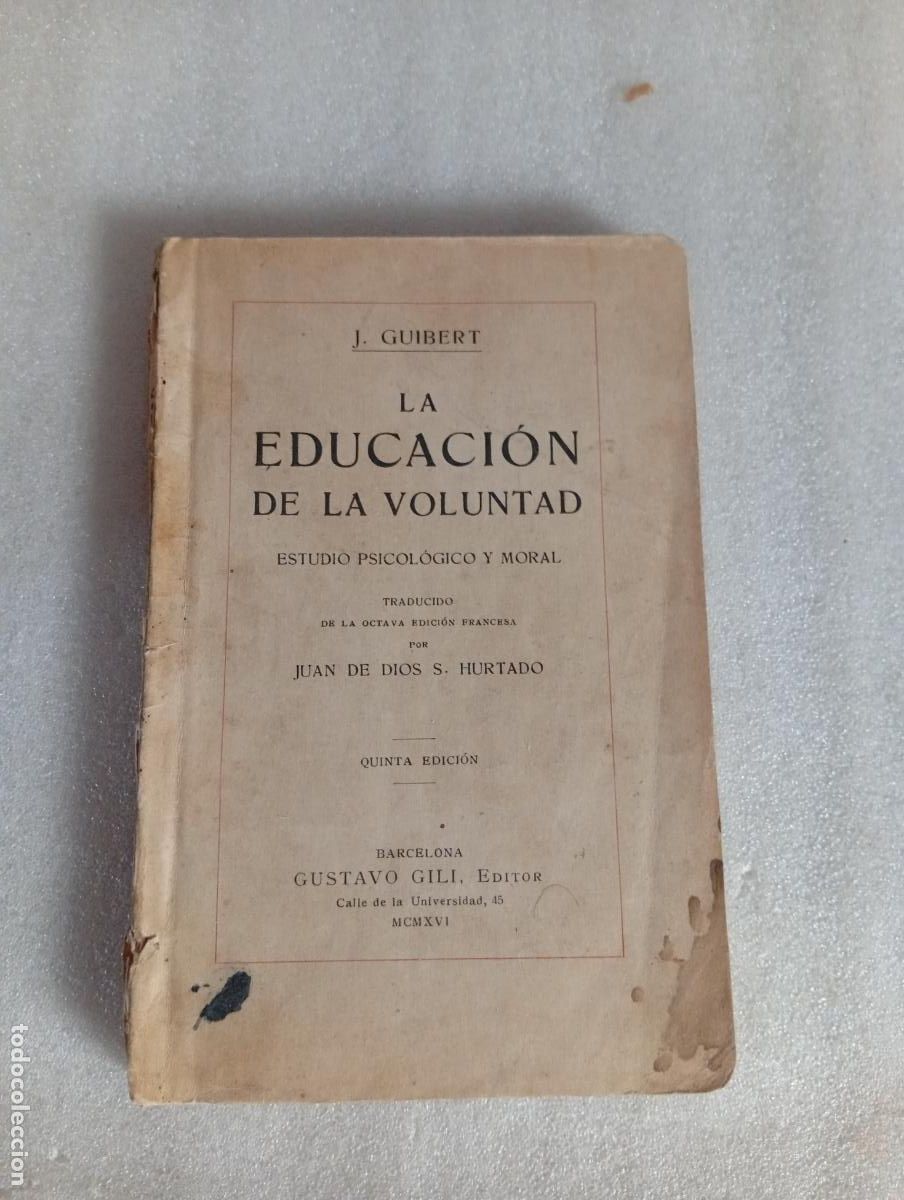 J. GUIBERT
LA
EDUCACIÓN
DE LA VOLUNTAD
ESTUDIO PSICOLÓGICO Y MORAL
TRADUCIDO
DE LA OCTAVA EDICIÓN FRANCESA
POR
JUAN DE DIOS S. HURTADO
QUINTA EDICIÓN
BARCELONA
GUSTAVO GILI, EDITOR
Calle de la Universidad, 45
MCMXVI
todocoleccion